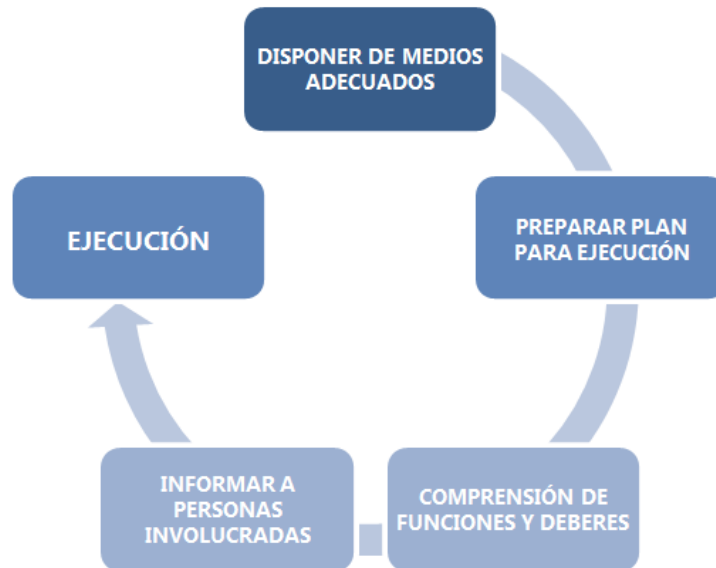 DISPONER DE MEDIOS
ADECUADOS
PREPARAR PLAN
PARA EJECUCIÓN
COMPRENSIÓN DE
FUNCIONES Y DEBERES
INFORMAR A
PERSONAS
INVOLUCRADAS
EJECUCIÓN